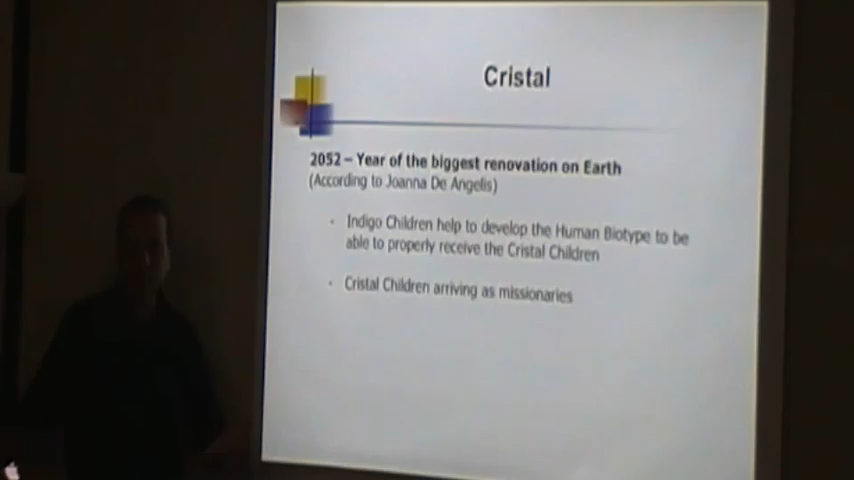 Cristal
2052 – Year of the biggest renovation on Earth
(According to Joanna De Angelis)
- Indigo Children help to develop the Human Biotype to be
able to properly receive the Cristal Children
- Cristal Children arriving as missionaries